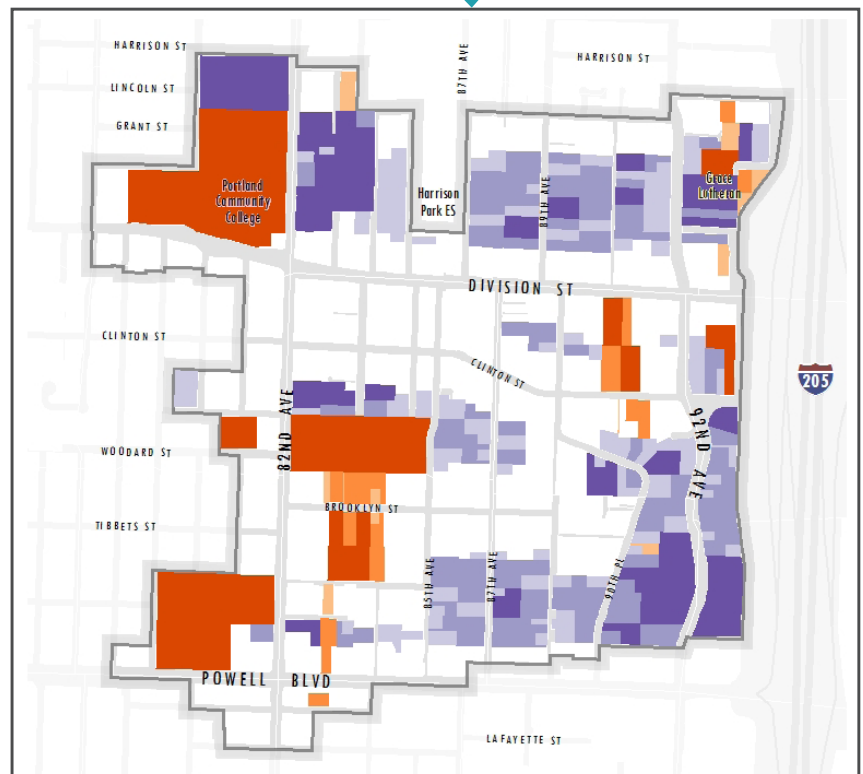 HARRISON ST
87TH AVE
HARRISON ST
LINCOLN ST
GRANT ST
Portland
Community
College
Harrison
Park ES
89TH AVE
Grace
Lutheran
DIVISION ST
CLINTON ST
CLINTON ST
205
82ND AVE
92ND AVE
WOODARD ST
BROOKLYN ST
TIBBETS ST
85TH AVE
87TH AVE
90TH PL
POWELL BLVD
LAFAYETTE ST